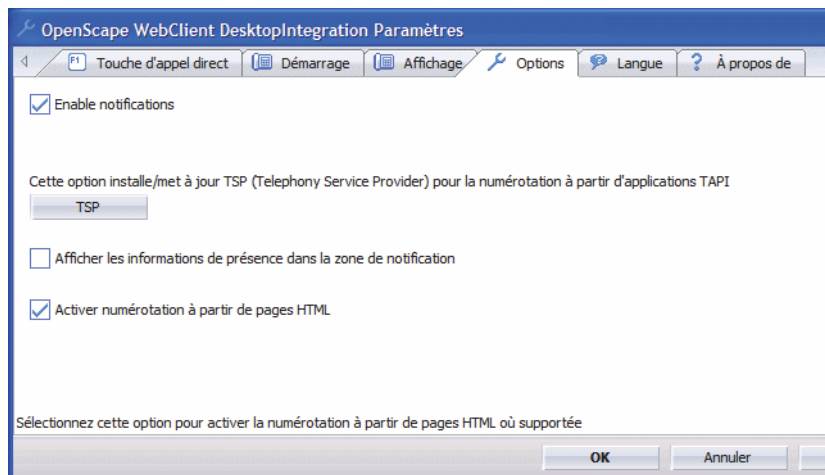 OpenScape WebClient DesktopIntegration Paramètres
F1 Touche d'appel direct Démarrage Affichage Options Langue ? À propos de
Enable notifications
Cette option installe/met à jour TSP (Telephony Service Provider) pour la numérotation à partir d'applications TAPI
TSP
Afficher les informations de présence dans la zone de notification
Activer numérotation à partir de pages HTML
Sélectionnez cette option pour activer la numérotation à partir de pages HTML où supportée
OK Annuler